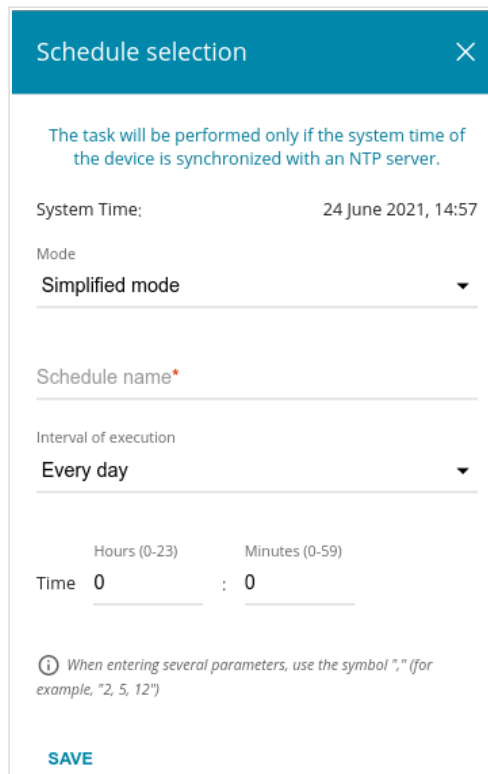 Schedule selection
The task will be performed only if the system time of
the device is synchronized with an NTP server.
System Time: 24 June 2021, 14:57
Mode
Simplified mode
Schedule name*
Interval of execution
Every day
Hours (0-23) Minutes (0-59)
Time 0 : 0
When entering several parameters, use the symbol "," (for
example, "2, 5, 12")
SAVE